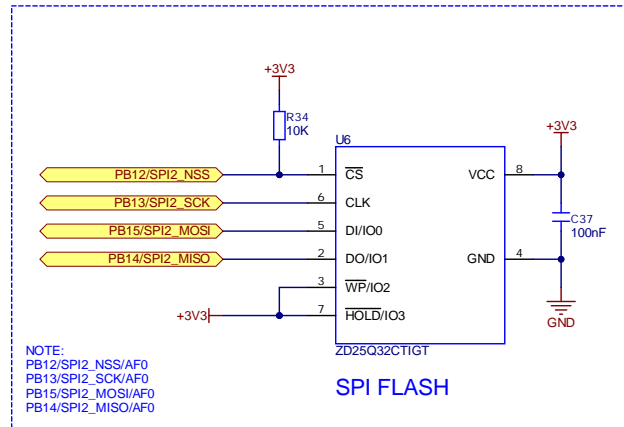 +3V3
R34
10K
U6
+3V3
PB12/SPI2_NSS 1 CS VCC 8
PB13/SPI2_SCK 6 CLK
C37
100nF
PB15/SPI2_MOSI 5 DI/IO0
PB14/SPI2_MISO 2 DO/IO1 GND 4
3 WP/IO2
+3V3 7 HOLD/IO3
GND
ZD25Q32CTIGT
NOTE:
PB12/SPI2_NSS/AF0
PB13/SPI2_SCK/AF0
PB15/SPI2_MOSI/AF0
PB14/SPI2_MISO/AF0
SPI FLASH